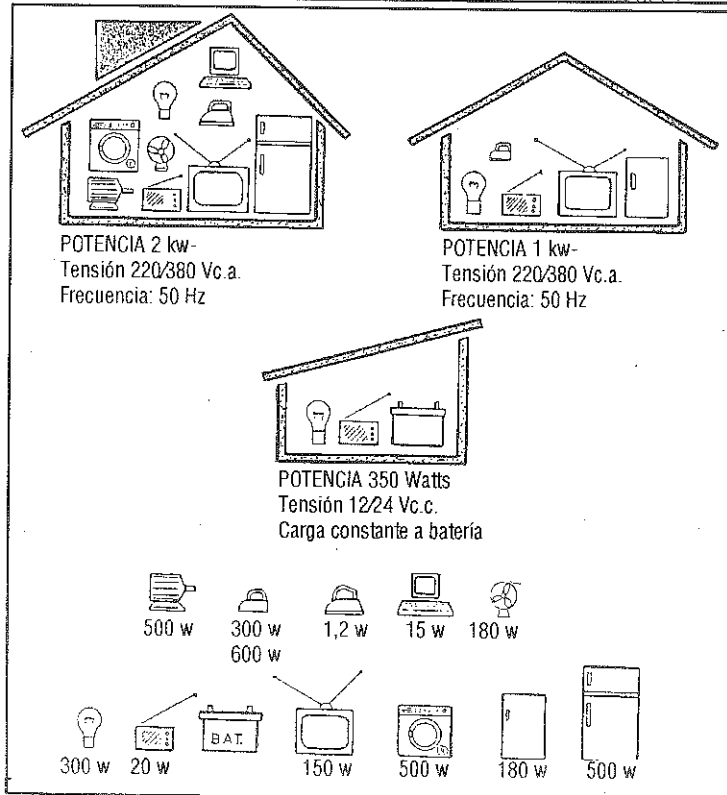 POTENCIA 2 kw-
Tensión 220/380 Vc.a.
Frecuencia: 50 Hz
POTENCIA 1 kw-
Tensión 220/380 Vc.a.
Frecuencia: 50 Hz
POTENCIA 350 Watts
Tensión 12/24 Vc.c.
Carga constante a batería
500 w
300 w
600 w
1,2 w
15 w
180 w
BAT.
300 w
20 w
150 w
500 w
180 w
500 w